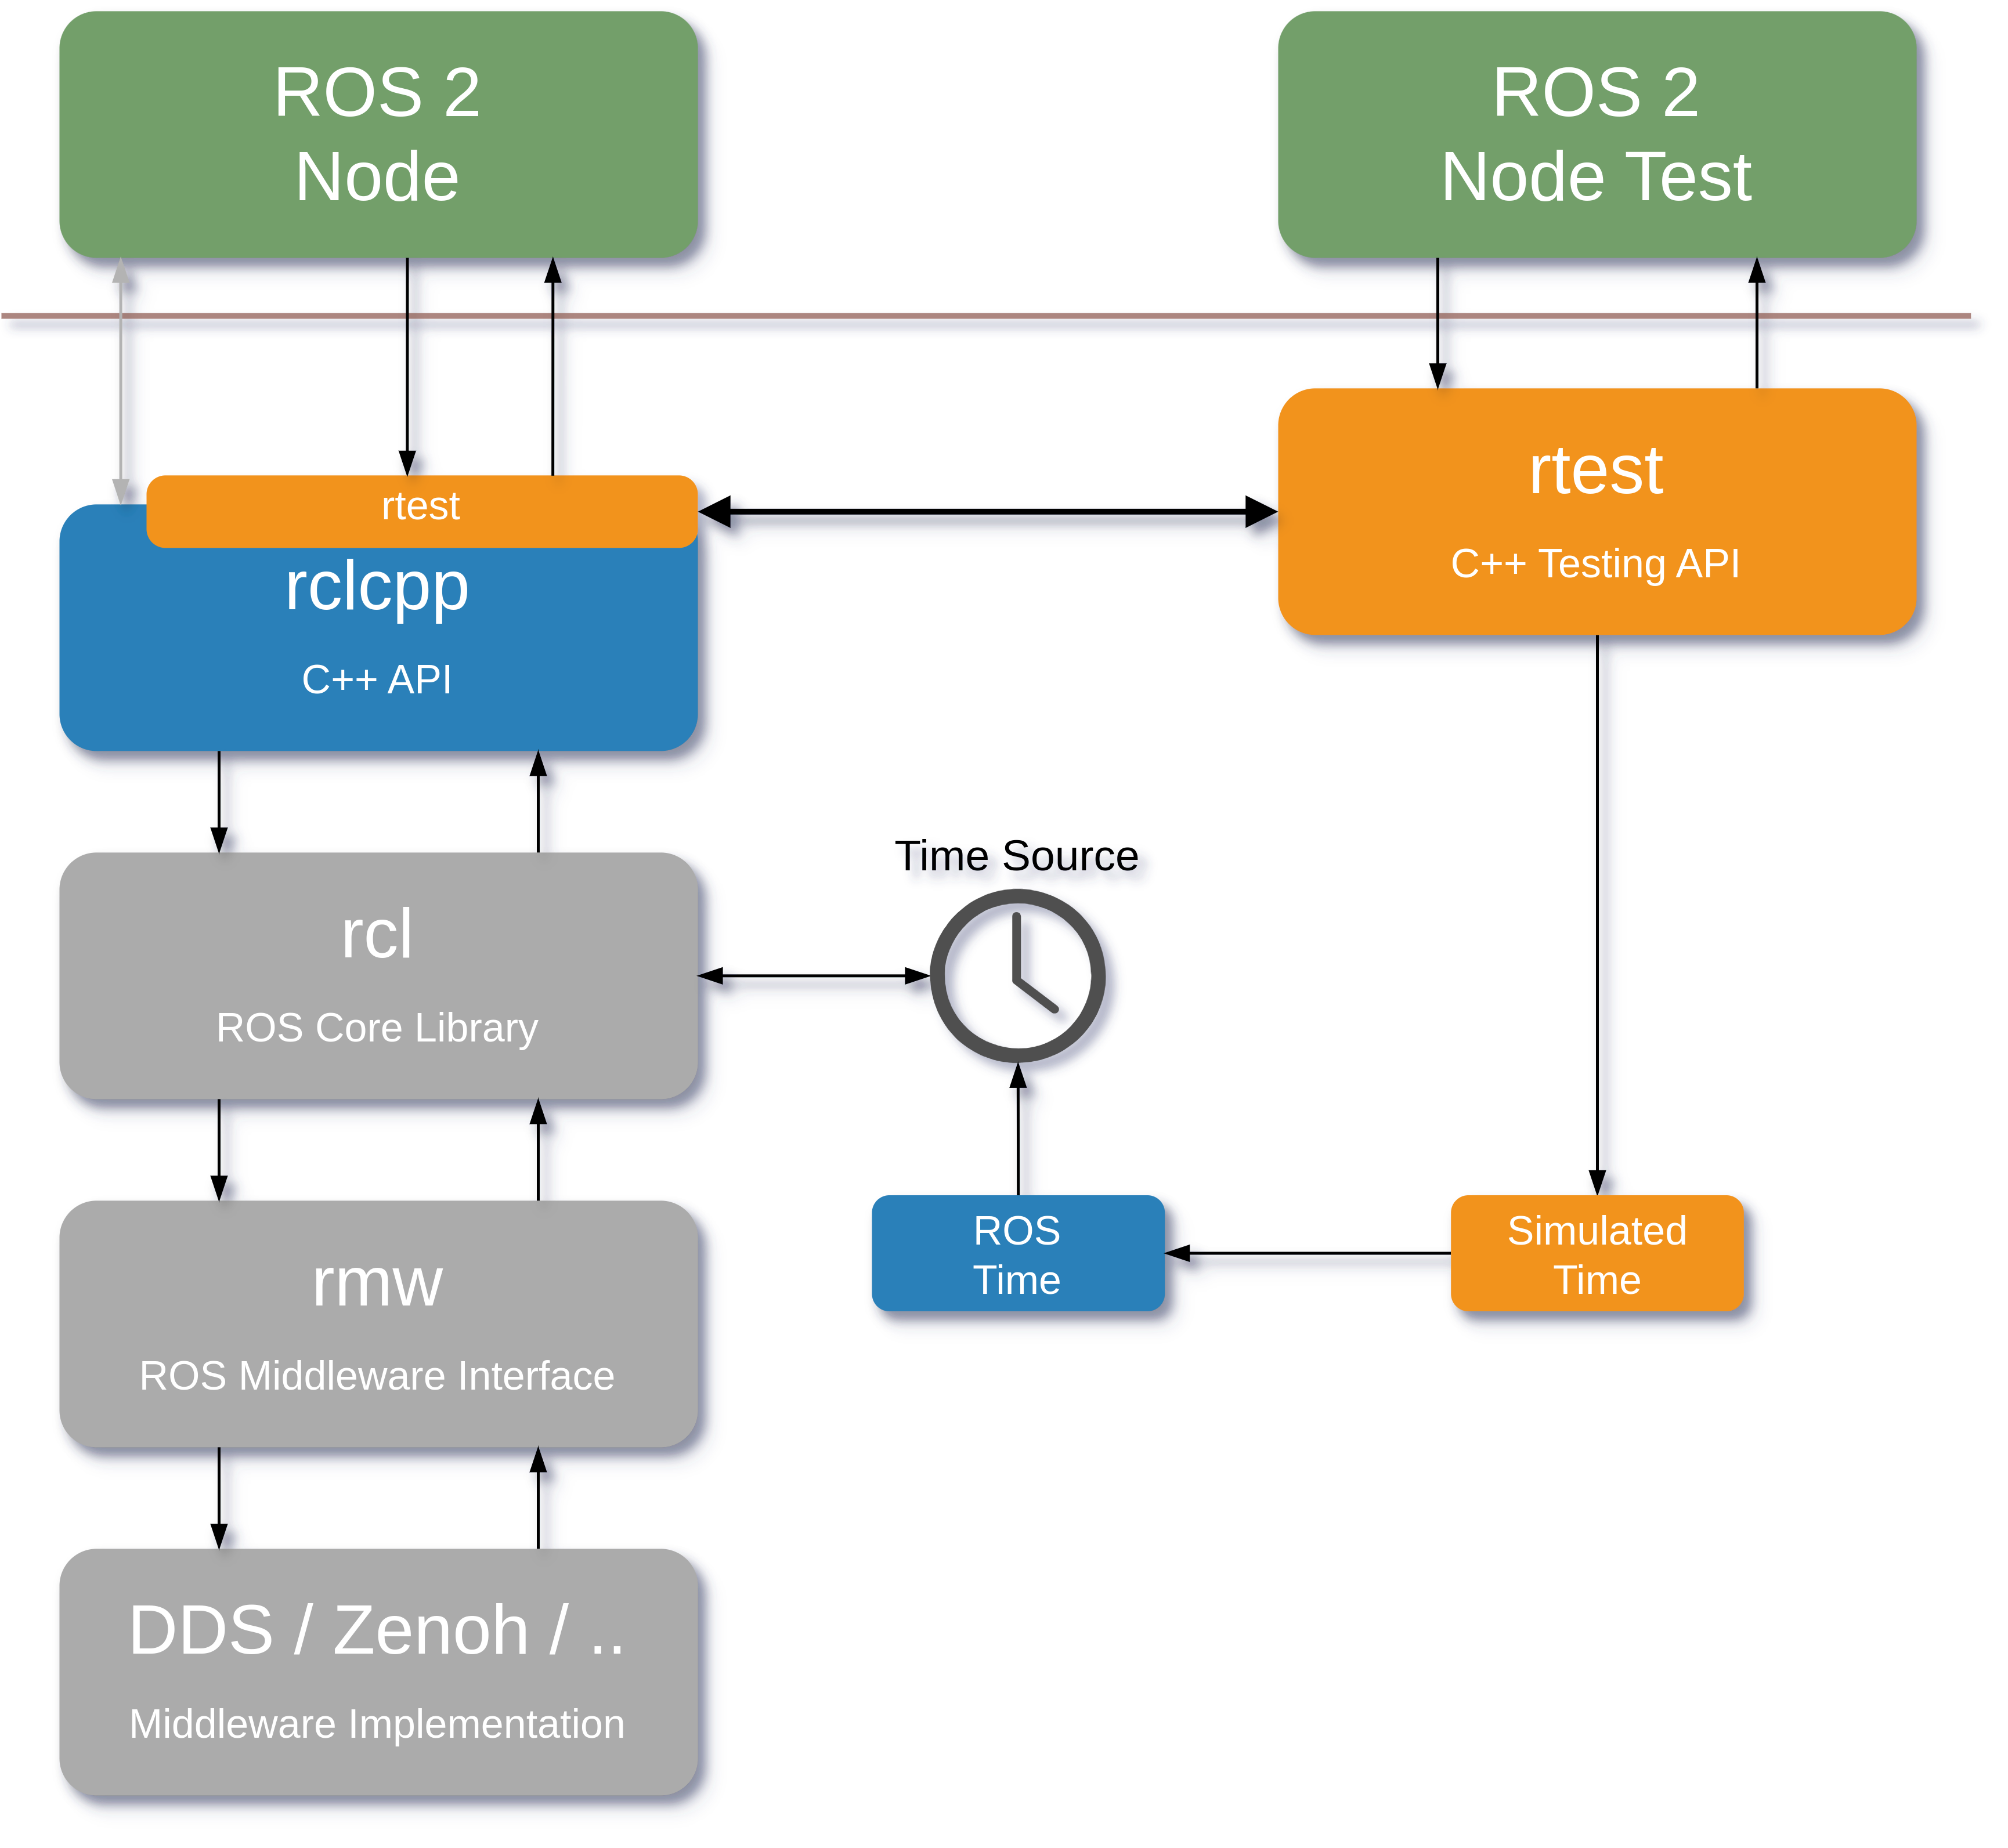 ROS 2
Node
ROS 2
Node Test
rtest
rclcpp
C++ API
rtest
C++ Testing API
Time Source
rcl
ROS Core Library
ROS
Time
Simulated
Time
rmw
ROS Middleware Interface
DDS / Zenoh / ..
Middleware Implementation